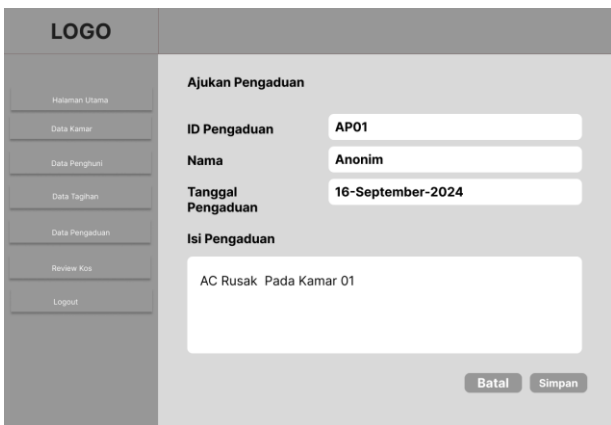 LOGO
Halaman Utama
Data Kamar
Data Penghuni
Data Tagihan
Data Pengaduan
Review Kos
Logout
Ajukan Pengaduan
ID Pengaduan AP01
Nama Anonim
Tanggal 16-September-2024
Pengaduan
Isi Pengaduan
AC Rusak Pada Kamar 01
Batal Simpan